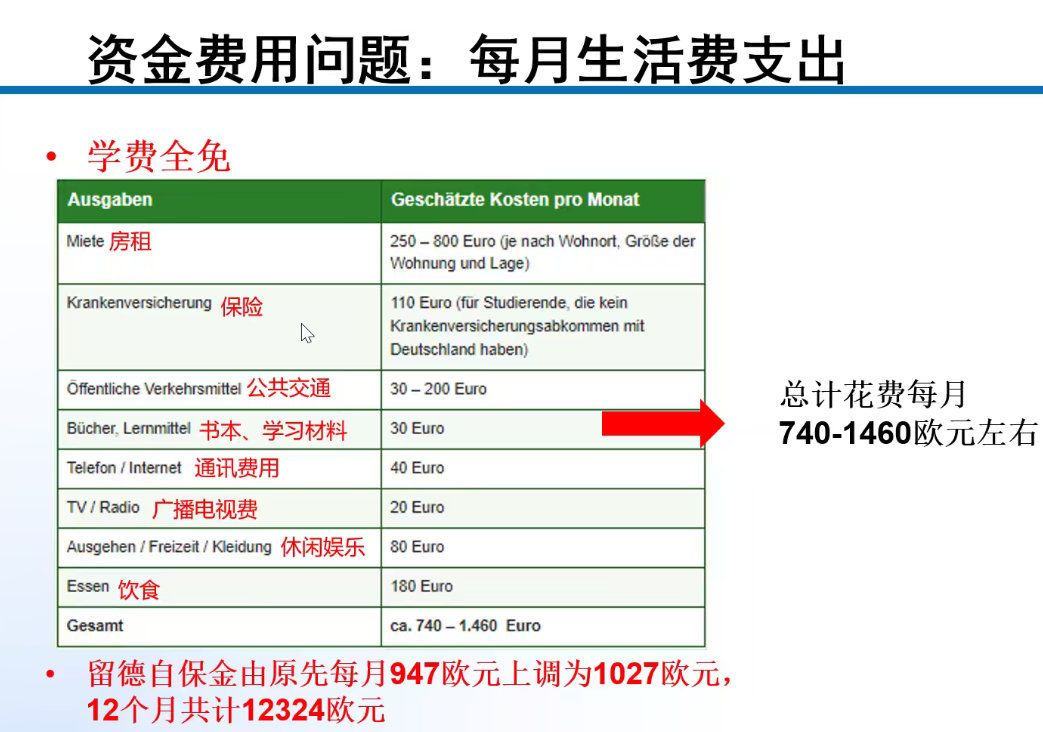 资金费用问题：每月生活费支出
• 学费全免
Ausgaben
Geschätzte Kosten pro Monat
Miete 房租
250 – 800 Euro (je nach Wohnort, Größe der
Wohnung und Lage)
Krankenversicherung 保险
110 Euro (für Studierende, die kein
Krankenversicherungsabkommen mit
Deutschland haben)
Öffentliche Verkehrsmittel 公共交通
30 – 200 Euro
Bücher, Lernmittel 书本、学习材料
30 Euro
Telefon / Internet 通讯费用
40 Euro
TV / Radio 广播电视费
20 Euro
Ausgehen / Freizeit / Kleidung 休闲娱乐
80 Euro
Essen 饮食
180 Euro
Gesamt
ca. 740 – 1.460 Euro
总计花费每月
740-1460欧元左右
• 留德自保金由原先每月947欧元上调为1027欧元，
12个月共计12324欧元